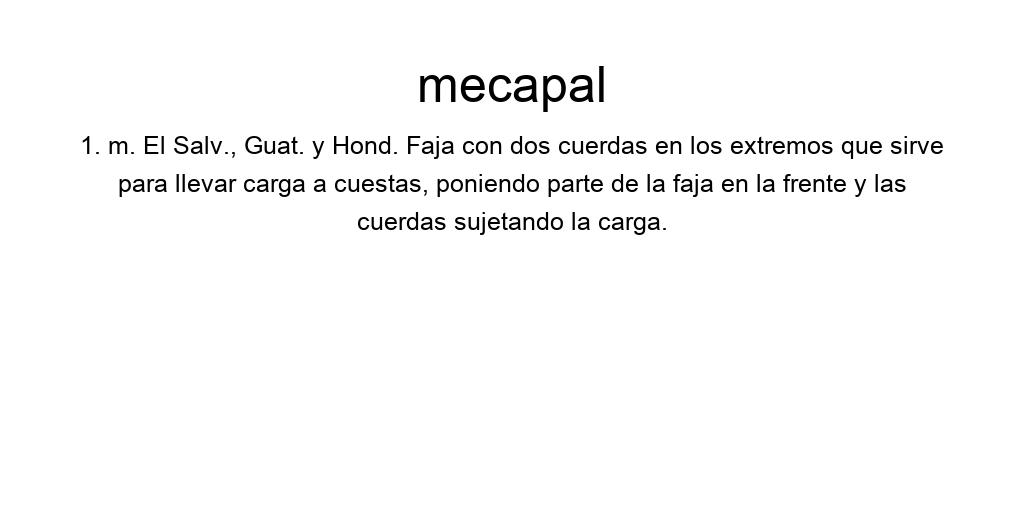 mecapal
1. m. El Salv., Guat. y Hond. Faja con dos cuerdas en los extremos que sirve
para llevar carga a cuestas, poniendo parte de la faja en la frente y las
cuerdas sujetando la carga.